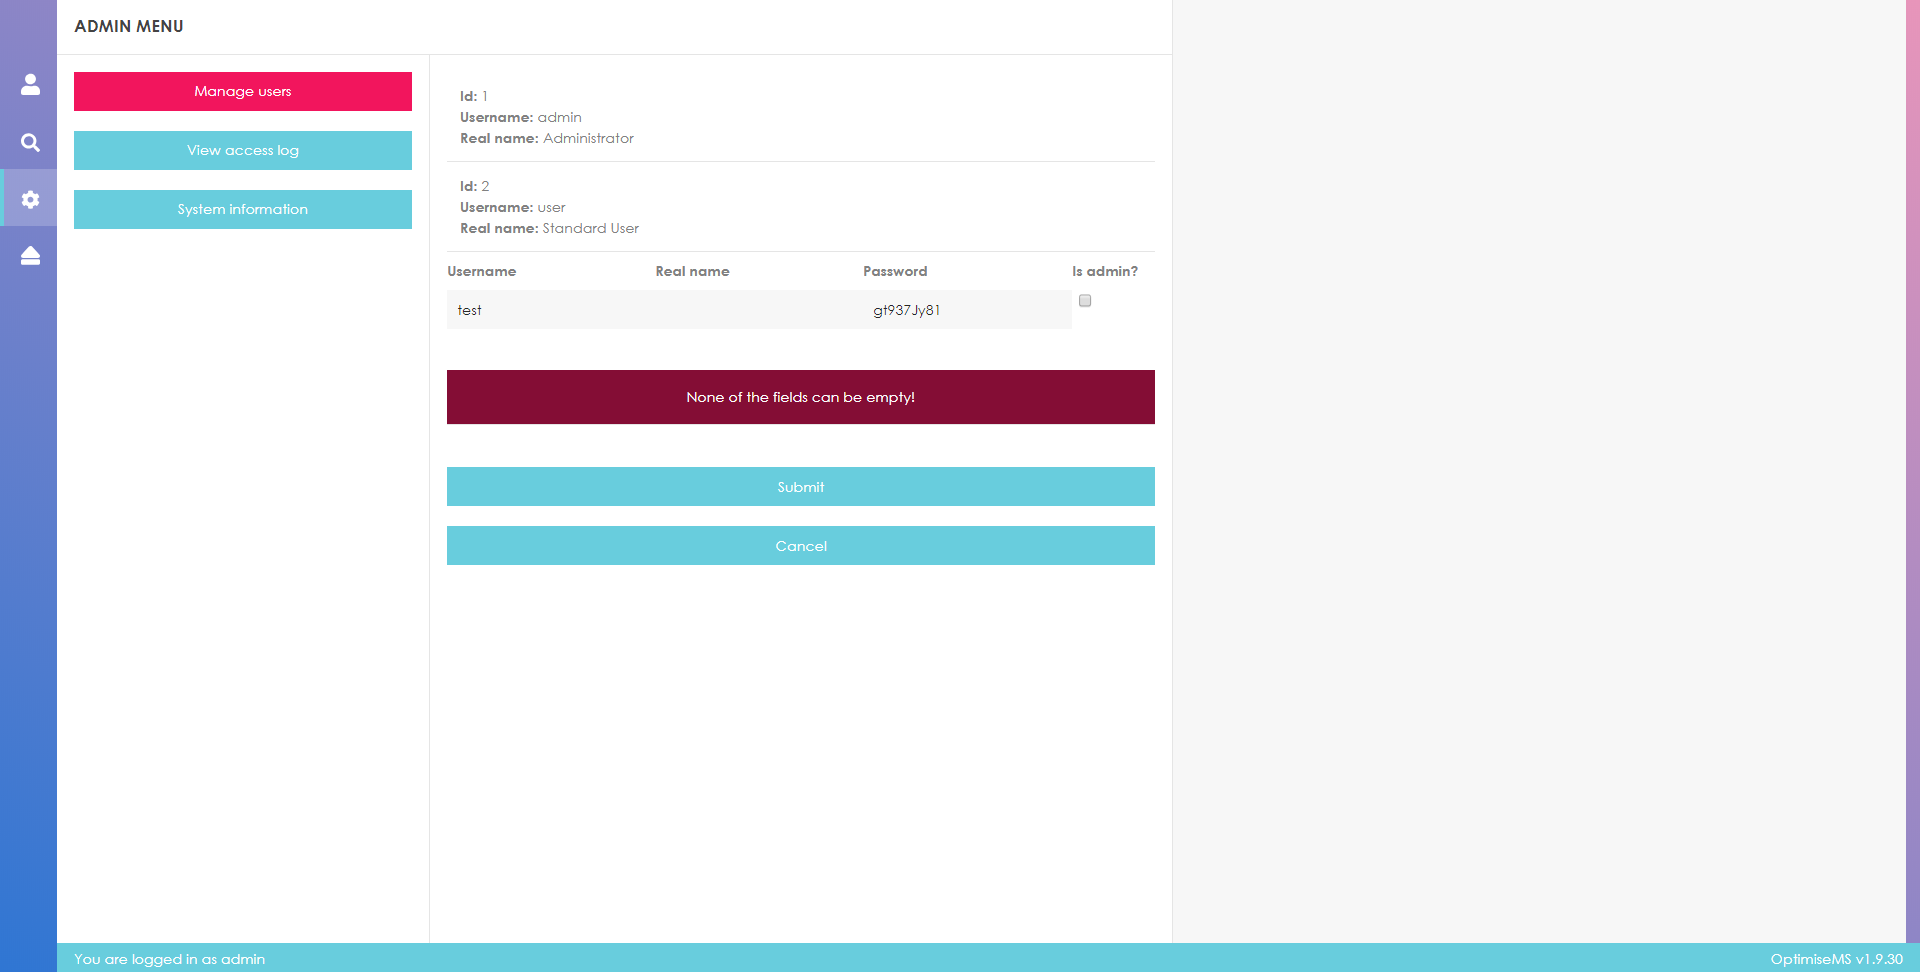 ADMIN MENU
Manage users
View access log
System information
Id: 1
Username: admin
Real name: Administrator
Id: 2
Username: user
Real name: Standard User
Username Real name Password Is admin?
test gt937Jy81
None of the fields can be empty!
Submit
Cancel
You are logged in as admin OptimiseMS v1.9.30